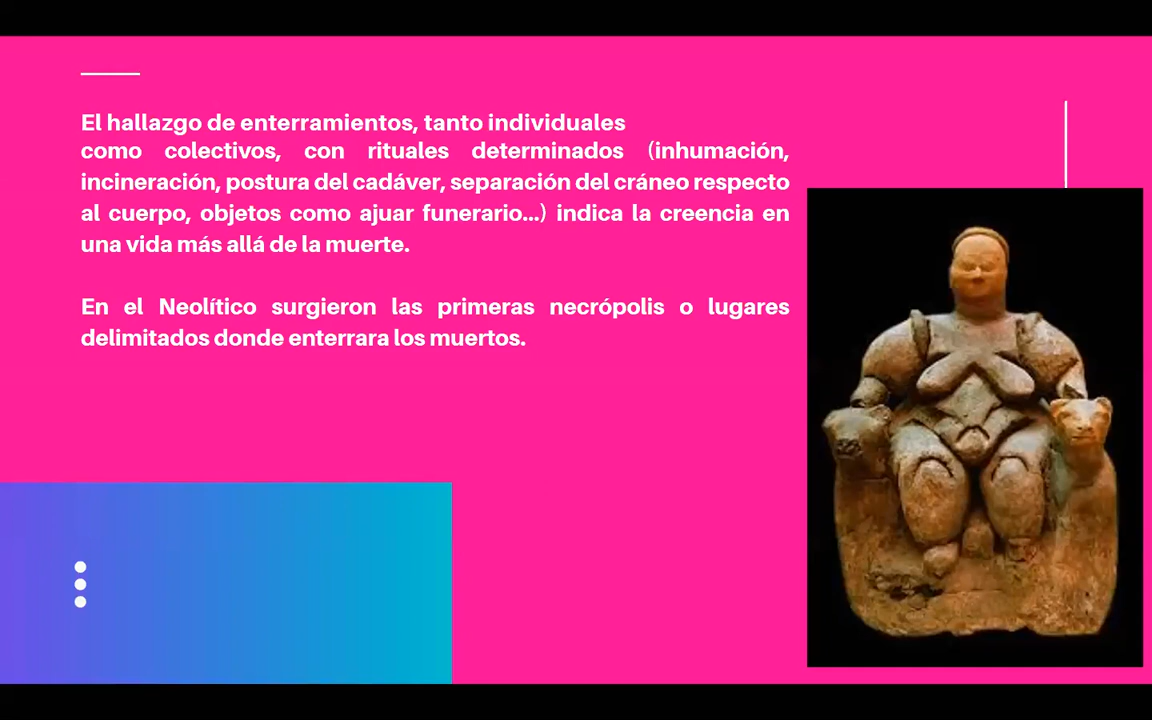 El hallazgo de enterramientos, tanto individuales
como colectivos, con rituales determinados (inhumación,
incineración, postura del cadáver, separación del cráneo respecto
al cuerpo, objetos como ajuar funerario...) indica la creencia en
una vida más allá de la muerte.
En el Neolítico surgieron las primeras necrópolis o lugares
delimitados donde enterrara los muertos.